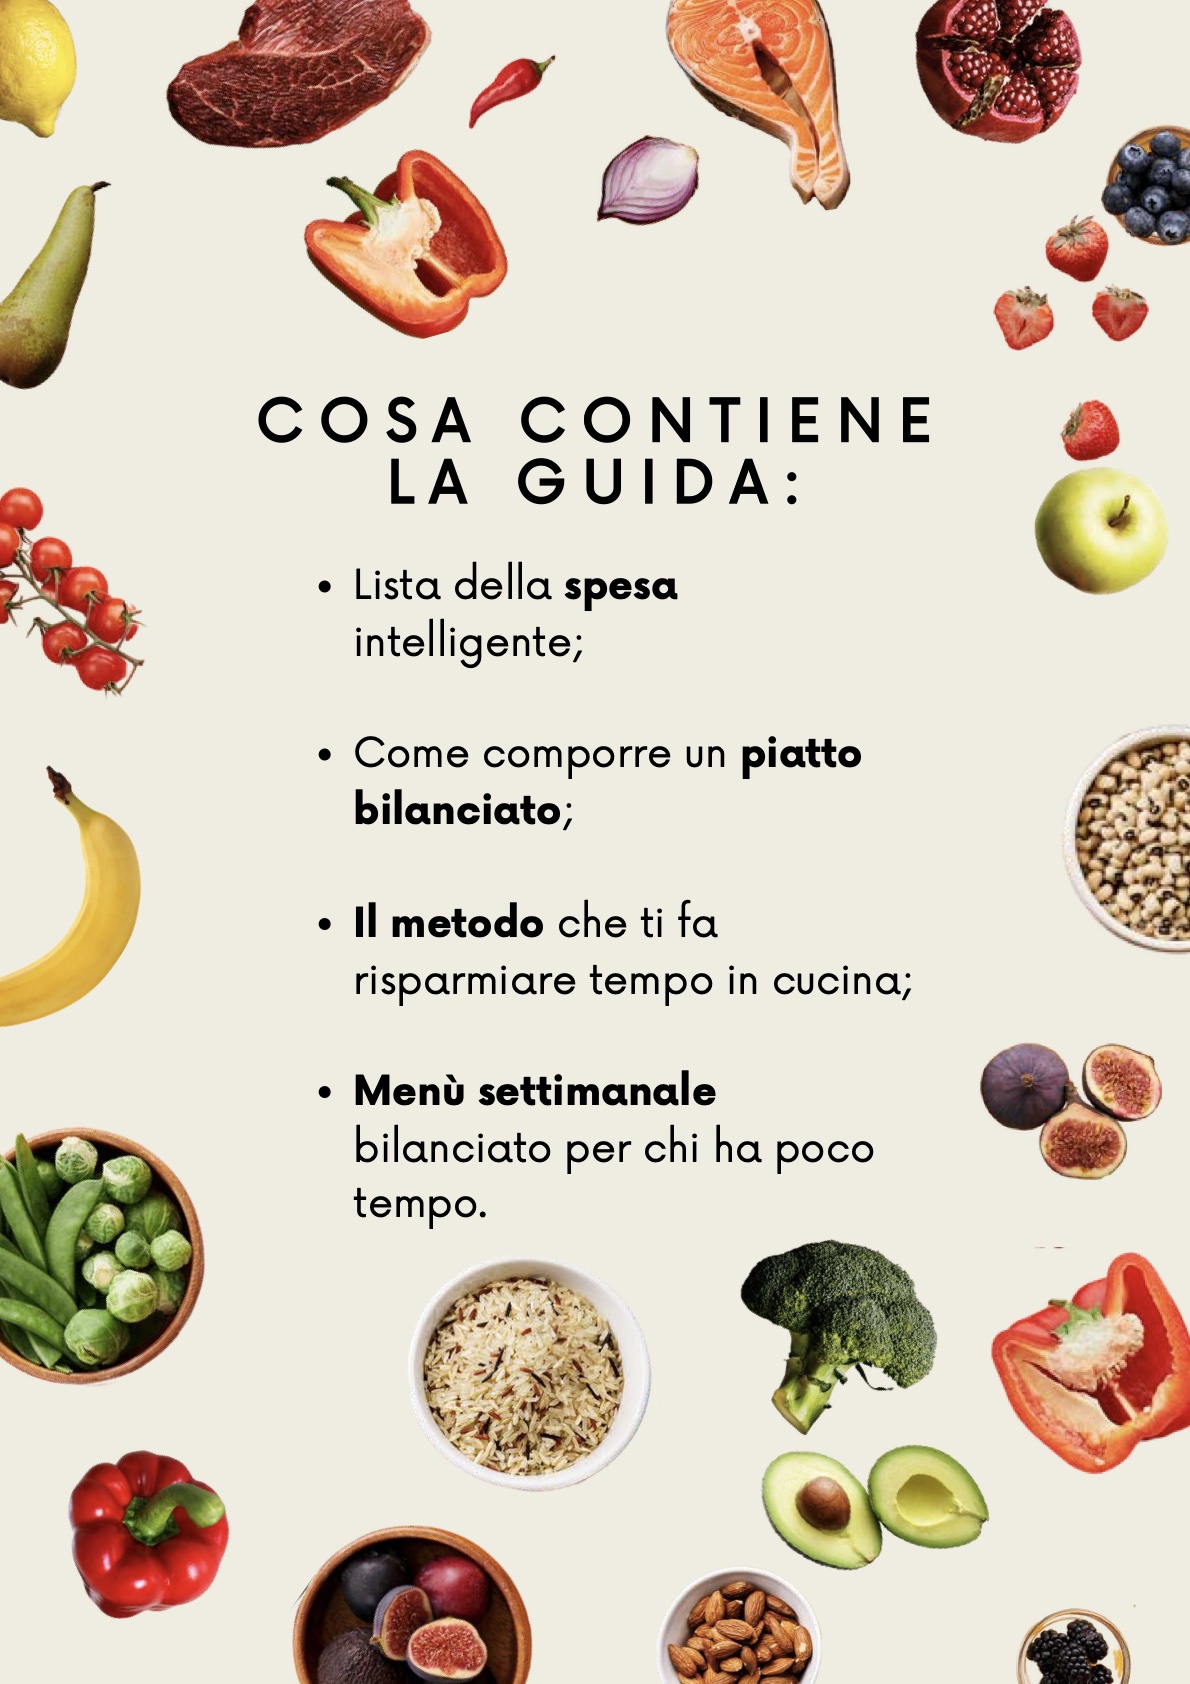 COSA CONTIENE
LA GUIDA:
• Lista della spesa
intelligente;
• Come comporre un piatto
bilanciato;
• Il metodo che ti fa
risparmiare tempo in cucina;
• Menù settimanale
bilanciato per chi ha poco
tempo.